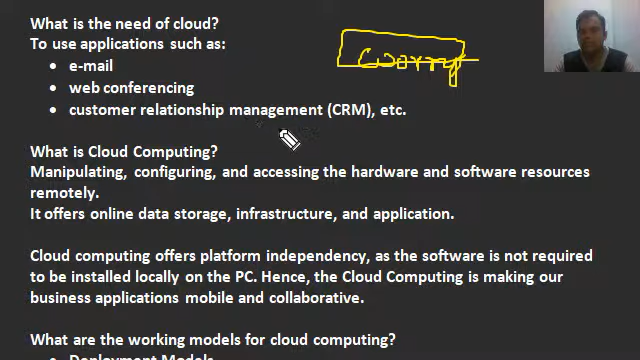 What is the need of cloud?
To use applications such as:
• e-mail
• web conferencing
• customer relationship management (CRM), etc.
What is Cloud Computing?
Manipulating, configuring, and accessing the hardware and software resources
remotely.
It offers online data storage, infrastructure, and application.
Cloud computing offers platform independency, as the software is not required
to be installed locally on the PC. Hence, the Cloud Computing is making our
business applications mobile and collaborative.
What are the working models for cloud computing?
• Deployment Models